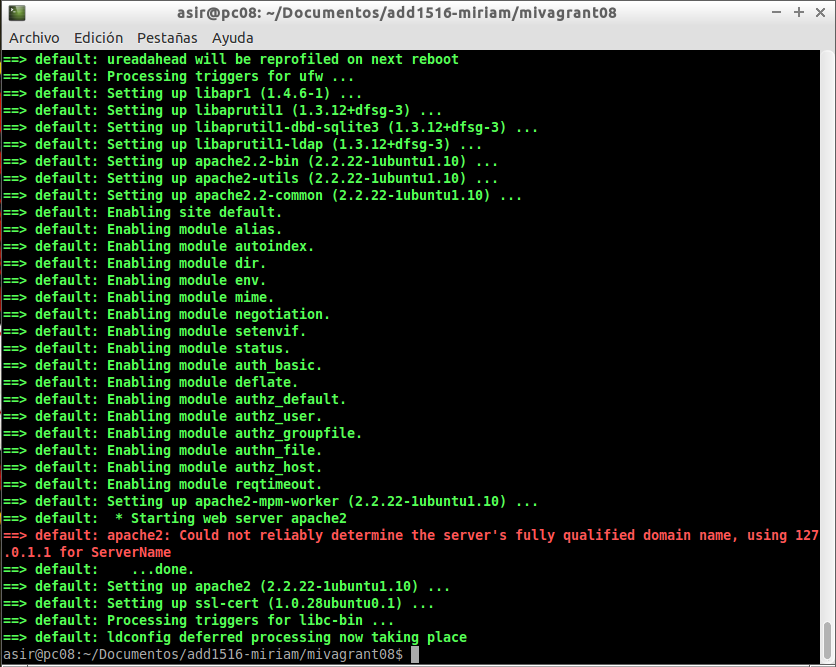 asir@pc08: ~/Documentos/add1516-miriam/mivagrant08
Archivo Edición Pestañas Ayuda
==> default: ureadahead will be reprofiled on next reboot
==> default: Processing triggers for ufw ...
==> default: Setting up libapr1 (1.4.6-1) ...
==> default: Setting up libaprutil1 (1.3.12+dfsg-3) ...
==> default: Setting up libaprutil1-dbd-sqlite3 (1.3.12+dfsg-3) ...
==> default: Setting up libaprutil1-ldap (1.3.12+dfsg-3) ...
==> default: Setting up apache2.2-bin (2.2.22-1ubuntu1.10) ...
==> default: Setting up apache2-utils (2.2.22-1ubuntu1.10) ...
==> default: Setting up apache2.2-common (2.2.22-1ubuntu1.10) ...
==> default: Enabling site default.
==> default: Enabling module alias.
==> default: Enabling module autoindex.
==> default: Enabling module dir.
==> default: Enabling module env.
==> default: Enabling module mime.
==> default: Enabling module negotiation.
==> default: Enabling module setenvif.
==> default: Enabling module status.
==> default: Enabling module auth_basic.
==> default: Enabling module deflate.
==> default: Enabling module authz_default.
==> default: Enabling module authz_user.
==> default: Enabling module authz_groupfile.
==> default: Enabling module authn_file.
==> default: Enabling module authz_host.
==> default: Enabling module reqtimeout.
==> default: Setting up apache2-mpm-worker (2.2.22-1ubuntu1.10) ...
==> default:  * Starting web server apache2
==> default: apache2: Could not reliably determine the server's fully qualified domain name, using 127
.0.1.1 for ServerName
==> default:    ...done.
==> default: Setting up apache2 (2.2.22-1ubuntu1.10) ...
==> default: Setting up ssl-cert (1.0.28ubuntu0.1) ...
==> default: Processing triggers for libc-bin ...
==> default: ldconfig deferred processing now taking place
asir@pc08:~/Documentos/add1516-miriam/mivagrant08$